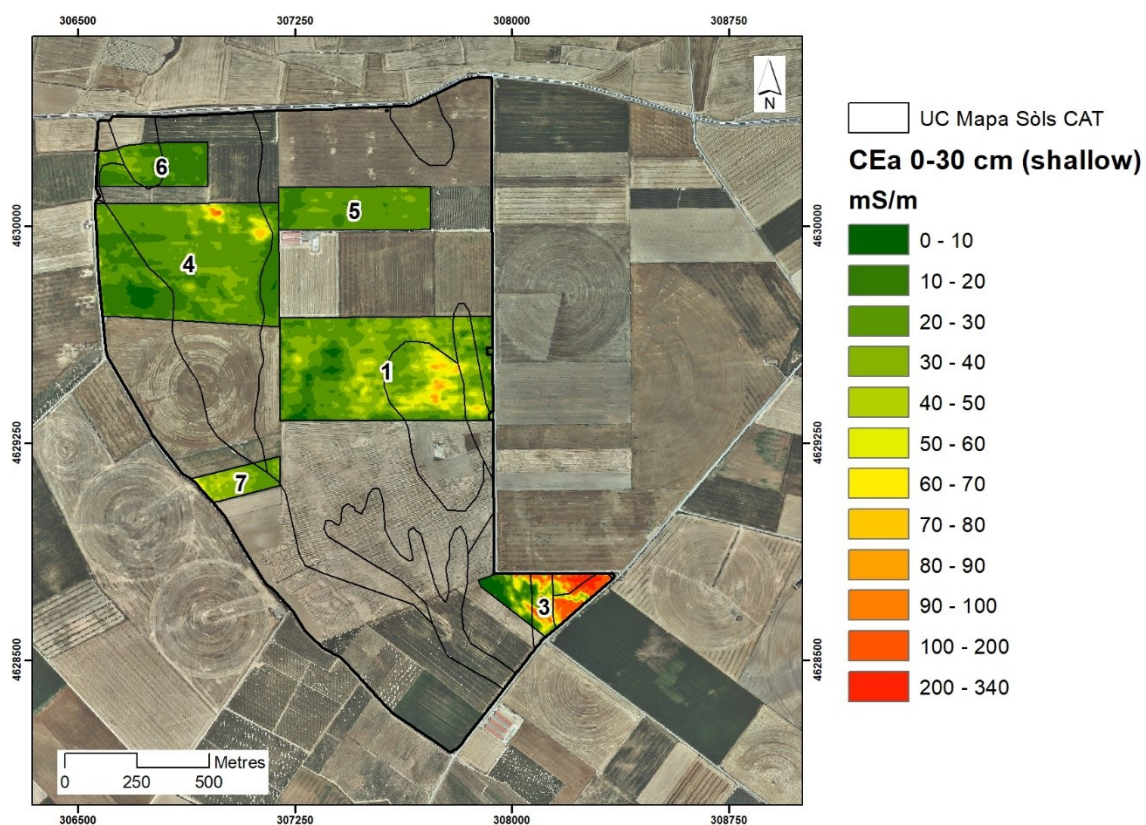 306500 307250 308000 308750
N
6
5
4630000 4630000
4
1
4629250 4629250
7
3
4628500 4628500
Metres
0 250 500
306500 307250 308000 308750
UC Mapa Sòls CAT
CEa 0-30 cm (shallow)
mS/m
0 - 10
10 - 20
20 - 30
30 - 40
40 - 50
50 - 60
60 - 70
70 - 80
80 - 90
90 - 100
100 - 200
200 - 340